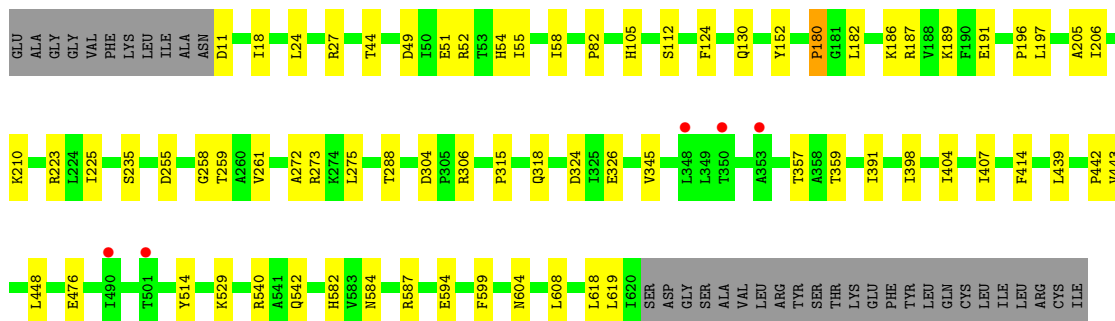 GLU ALA GLY GLY VAL PHE LYS LEU ILE ALA ASN D11 I18 L24 R27 T44 D49 I50 E51 R52 T53 H54 I55 I58 P82 H105 S112 F124 Q130 Y152 P180 G181 L182 K186 R187 V188 K189 F190 E191 P196 L197 A205 I206
K210 R223 L224 I225 S235 D255 G258 T259 A260 V261 A272 R273 K274 L275 T288 D304 P305 R306 P315 Q318 D324 I325 E326 V345 L348 L349 T350 A353 T357 A358 T359 I391 I398 I404 I407 F414 L439 P442 V443
L448 E476 I490 T501 Y514 K529 R540 A541 Q542 H582 V583 N584 R587 E594 F599 N604 L608 L618 L619 I620 SER ASP GLY SER ALA VAL LEU ARG TYR SER THR LYS GLU PHE TYR LEU GLN CYS LEU ILE LEU ARG CYS ILE